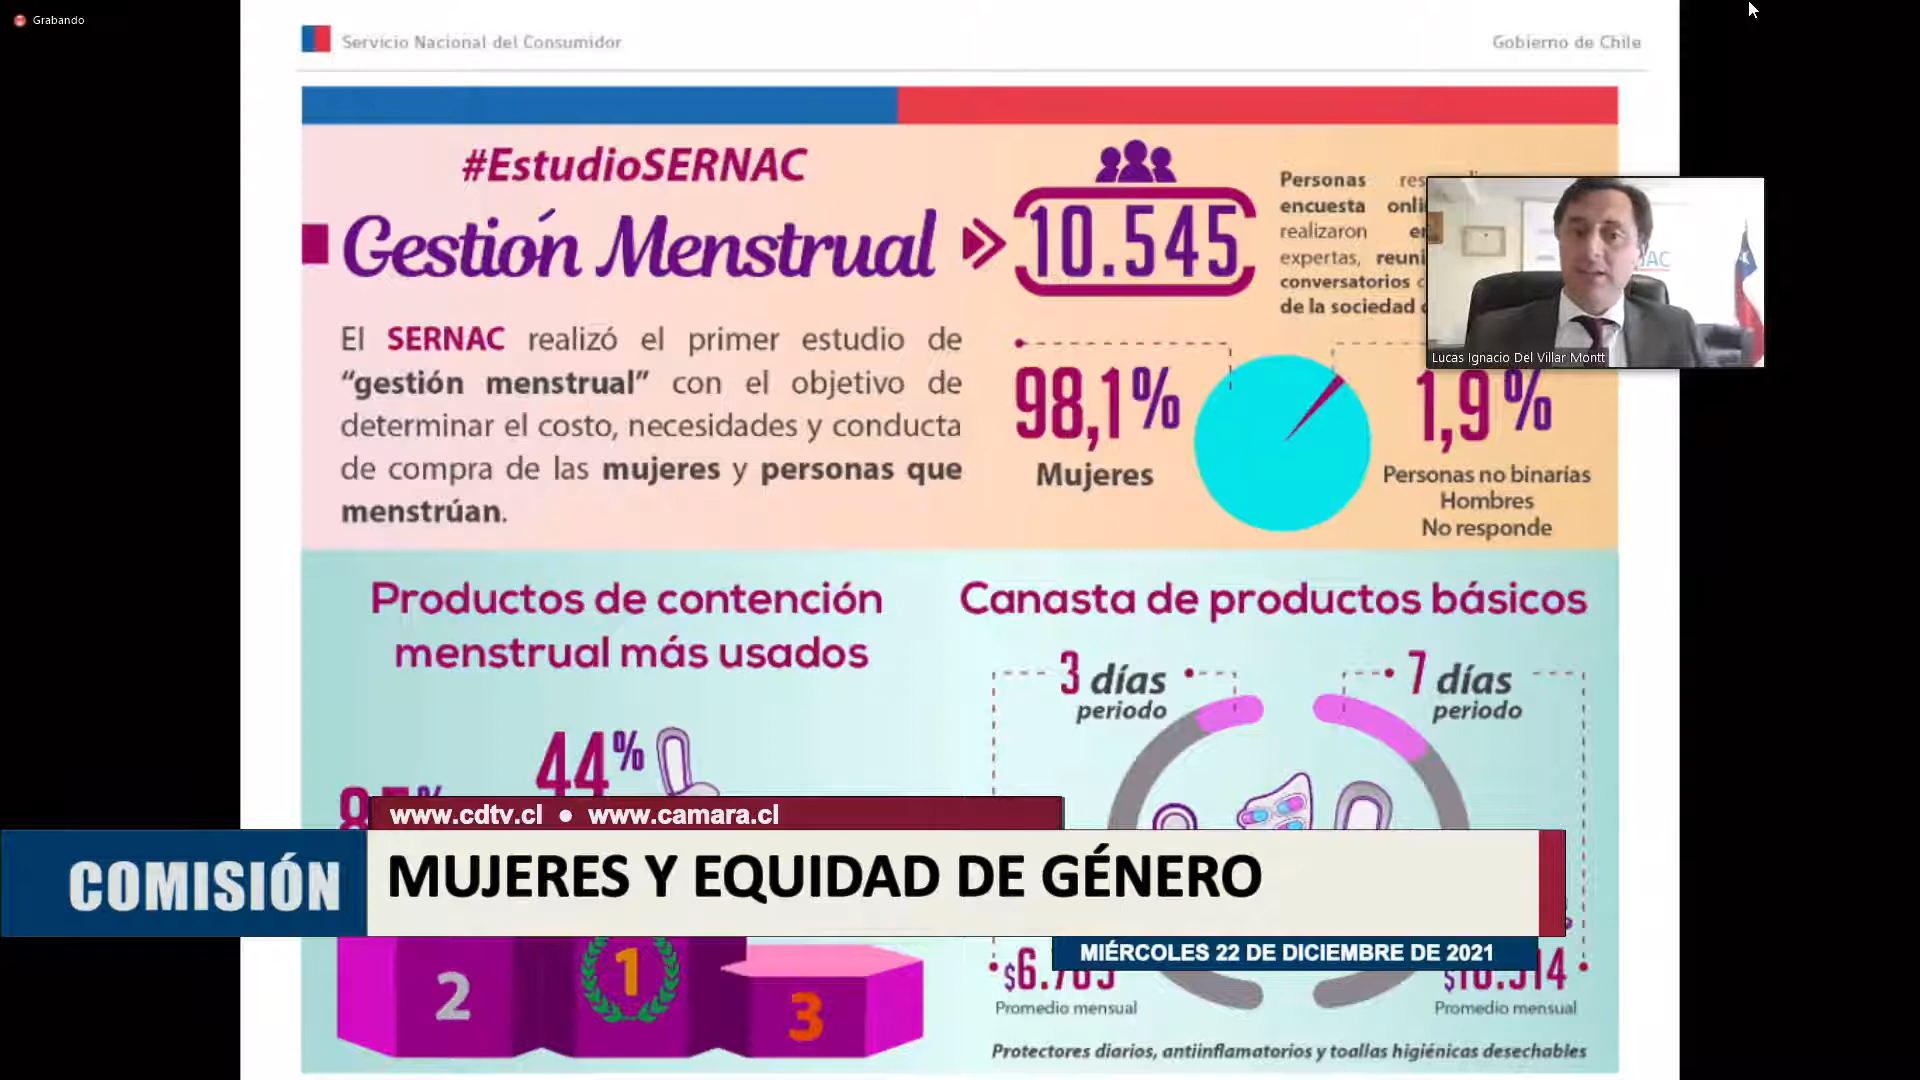 Grabando
Servicio Nacional del Consumidor
Gobierno de Chile
#EstudioSERNAC
Gestión Menstrual
10.545
Personas
encuesta
realizaron
expertas,
conversatorios
de la sociedad
Lucas Ignacio Del Villar Montt
El SERNAC realizó el primer estudio de
“gestión menstrual” con el objetivo de
determinar el costo, necesidades y conducta
de compra de las mujeres y personas que
menstrúan.
98,1%
Mujeres
1,9%
Personas no binarias
Hombres
No responde
Productos de contención
menstrual más usados
44%
2
1
3
Canasta de productos básicos
3 días
periodo
7 días
periodo
Promedio mensual
Promedio mensual
Protectores diarios, antiinflamatorios y toallas higiénicas desechables
www.cdtv.cl • www.camara.cl
COMISIÓN
MUJERES Y EQUIDAD DE GÉNERO
MIÉRCOLES 22 DE DICIEMBRE DE 2021